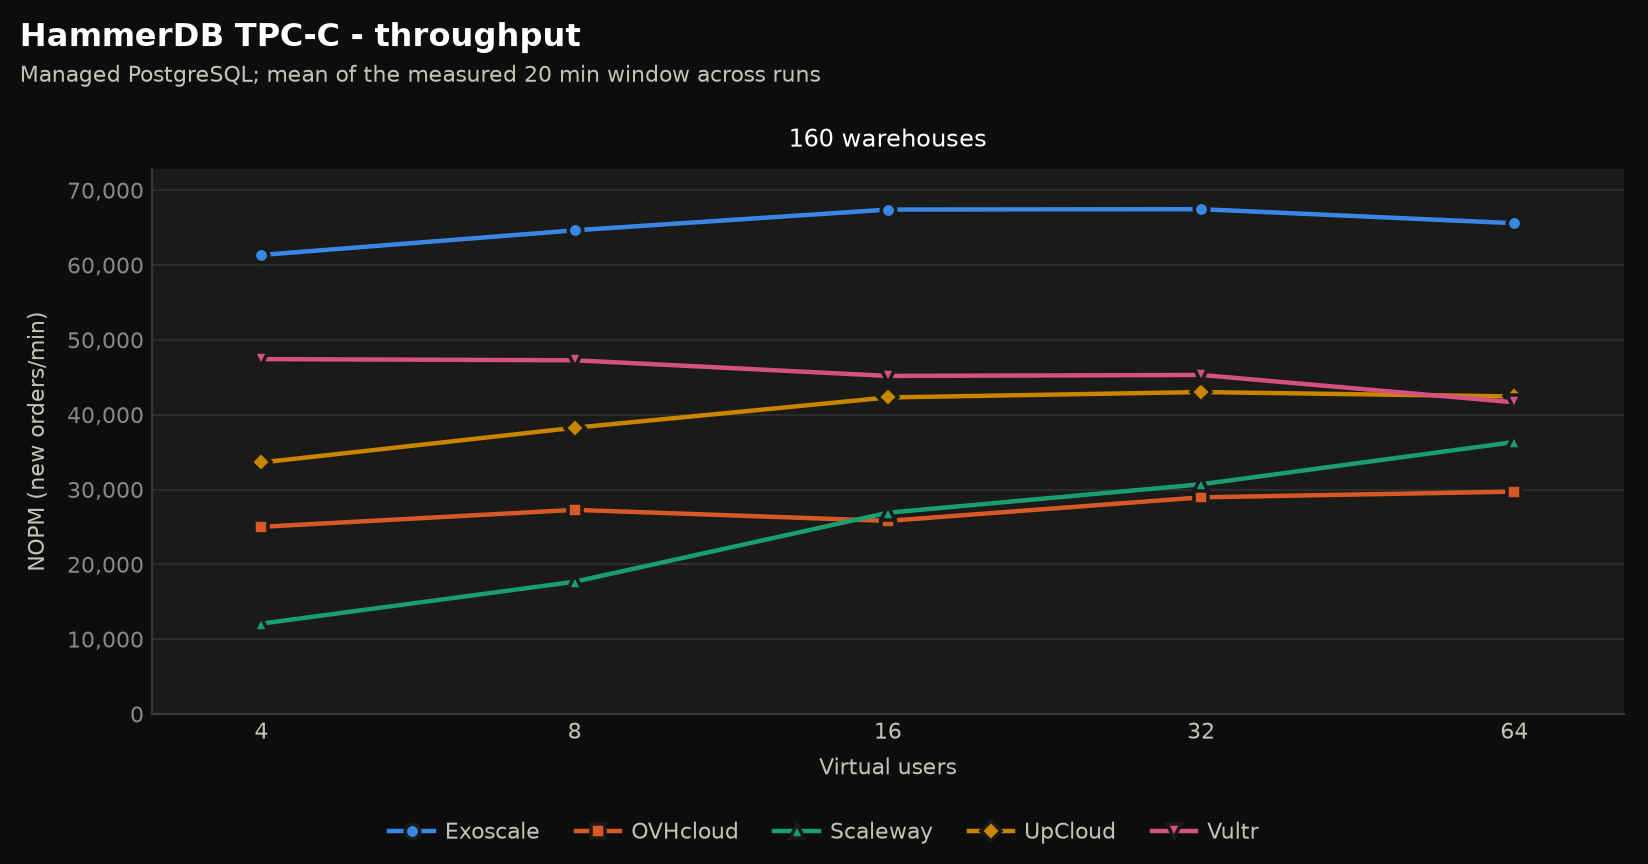 HammerDB TPC-C - throughput
Managed PostgreSQL; mean of the measured 20 min window across runs
160 warehouses
NOPM (new orders/min)
70,000
60,000
50,000
40,000
30,000
20,000
10,000
0
4 8 16 32 64
Virtual users
Exoscale OVHcloud Scaleway UpCloud Vultr